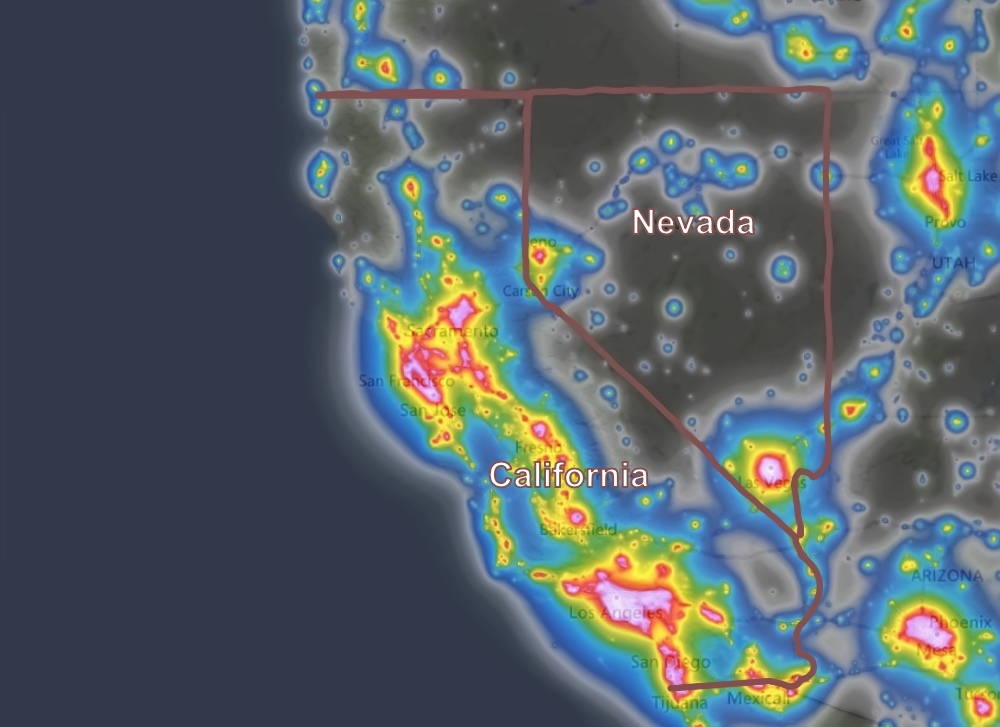 Great Salt
Lake
Salt Lake
Provo
Nevada
UTAH
Reno
Carson City
Sacramento
San Francisco
San Jose
Fresno
California
Las Vegas
Bakersfield
ARIZONA
Los Angeles
Phoenix
Mesa
San Diego
Tijuana
Mexicali
Tucson